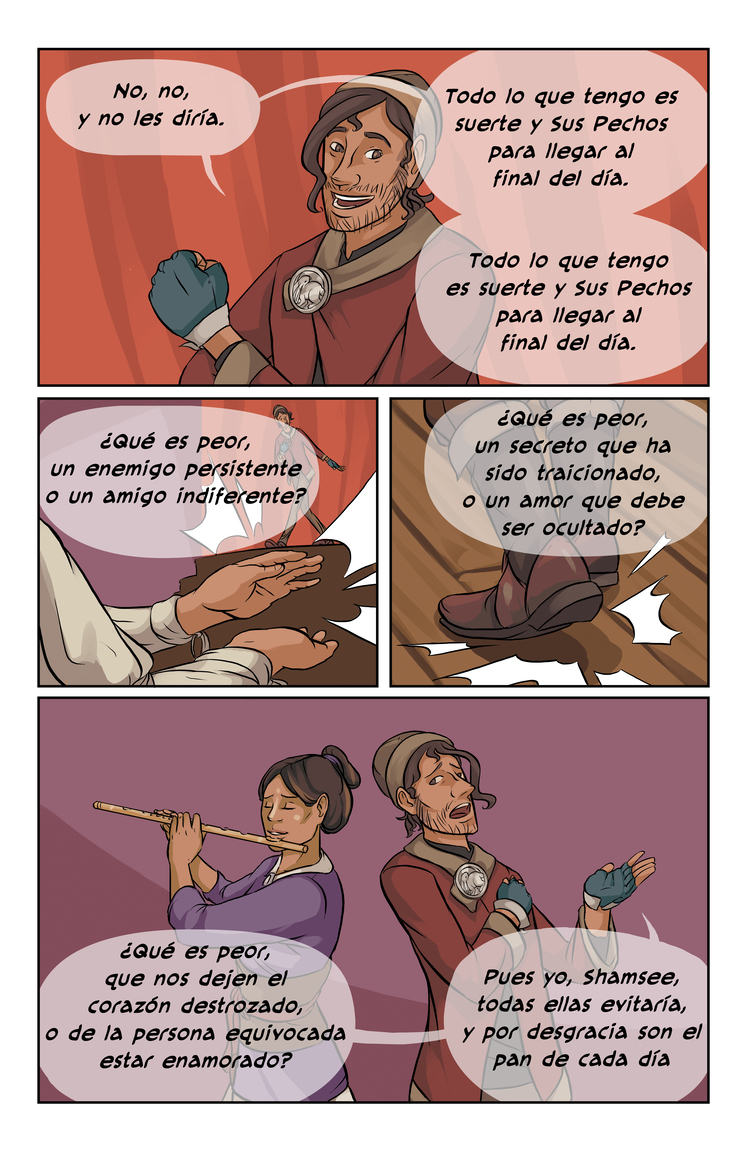 No, no,
y no les diría.
Todo lo que tengo es
suerte y Sus Pechos
para llegar al
final del día.
Todo lo que tengo
es suerte y Sus Pechos
para llegar al
final del día.
¿Qué es peor,
un enemigo persistente
o un amigo indiferente?
¿Qué es peor,
un secreto que ha
sido traicionado,
o un amor que debe
ser ocultado?
¿Qué es peor,
que nos dejen el
corazón destrozado,
o de la persona equivocada
estar enamorado?
Pues yo, Shamsee,
todas ellas evitaría,
y por desgracia son el
pan de cada día